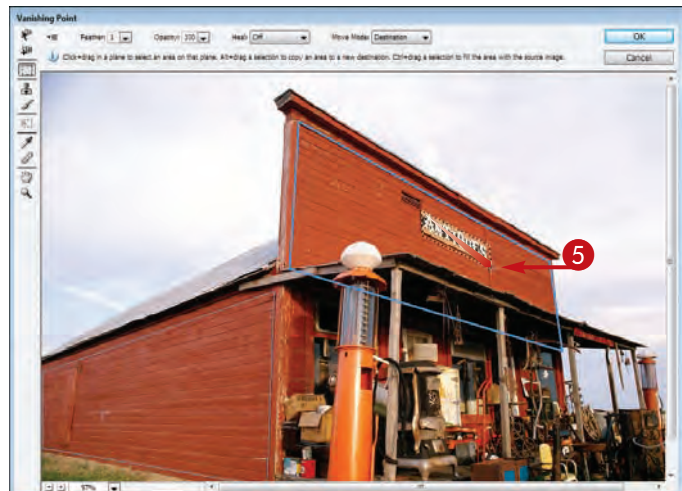 Vanishing Point
Feather: 1 Opacity: 100 Heal: Off Move Mode: Destination
OK
Click+drag in a plane to select an area on that plane. Alt+drag a selection to copy an area to a new destination. Ctrl+drag a selection to fill the area with the source image.
Cancel
5